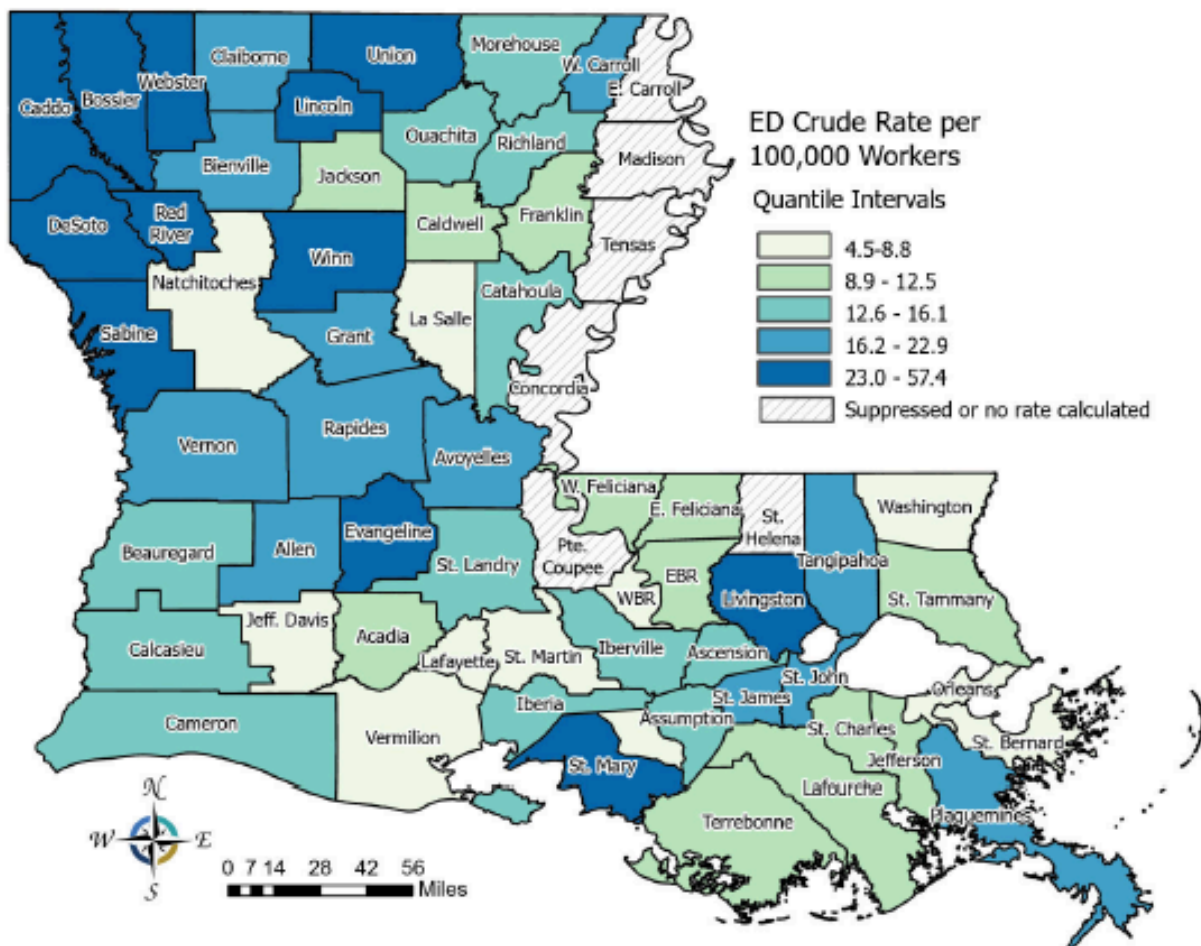 Claiborne
Union
Morehouse
W. Carroll
Webster
E. Carroll
Caddo
Bossier
Lincoln
Ouachita
Richland
Bienville
Madison
Jackson
Franklin
Caldwell
DeSoto
Red
River
Tensas
Winn
Natchitoches
Catahoula
La Salle
Sabine
Grant
Concordia
Rapides
Vernon
Avoyelles
W. Feliciana
E. Feliciana
St.
Helena
Washington
Evangeline
Beauregard
Allen
St. Landry
Pte.
Coupee
Tangipahoa
EBR
WBR
Livingston
St. Tammany
Jeff. Davis
Acadia
Calcasieu
Lafayette
St. Martin
Iberville
Ascension
St. John
Orleans
St. James
Iberia
Assumption
Cameron
Vermilion
St. Charles
St. Bernard
Jefferson
St. Mary
Lafourche
Terrebonne
Plaquemines
ED Crude Rate per
100,000 Workers
Quantile Intervals
4.5-8.8
8.9 - 12.5
12.6 - 16.1
16.2 - 22.9
23.0 - 57.4
Suppressed or no rate calculated
N
W E
S
0 7 14 28 42 56
Miles